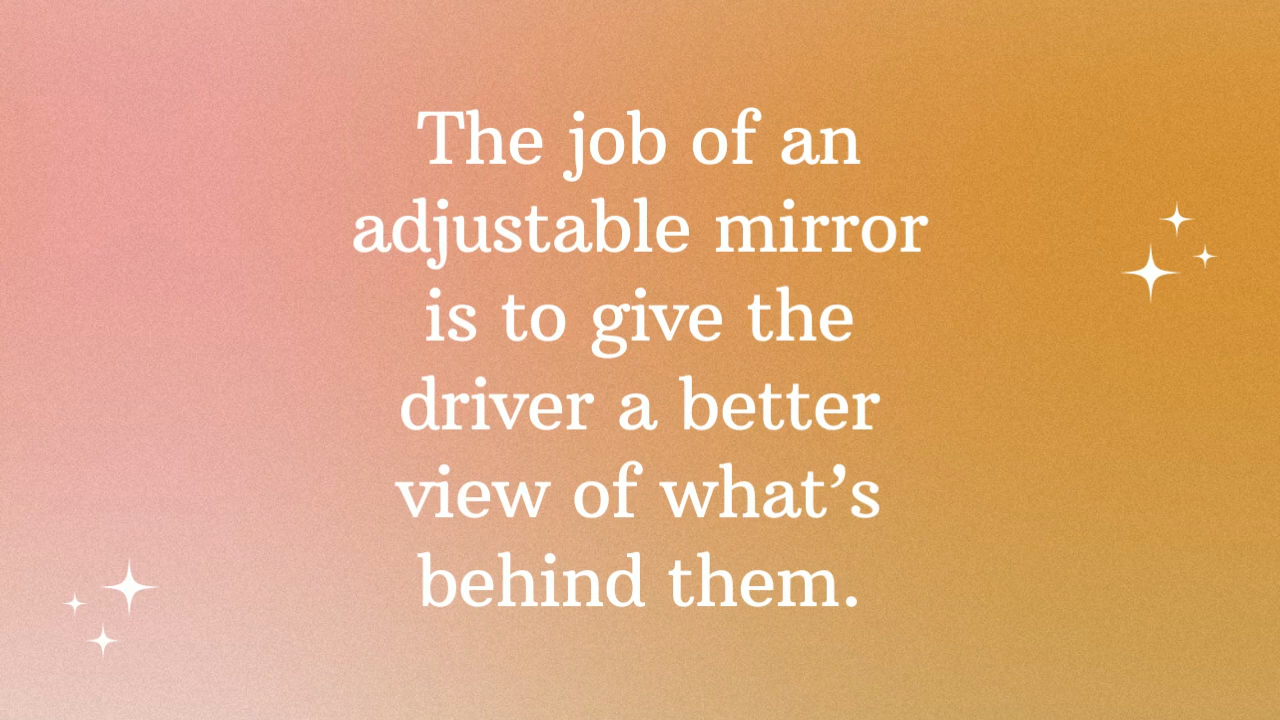 The job of an
adjustable mirror
is to give the
driver a better
view of what’s
behind them.